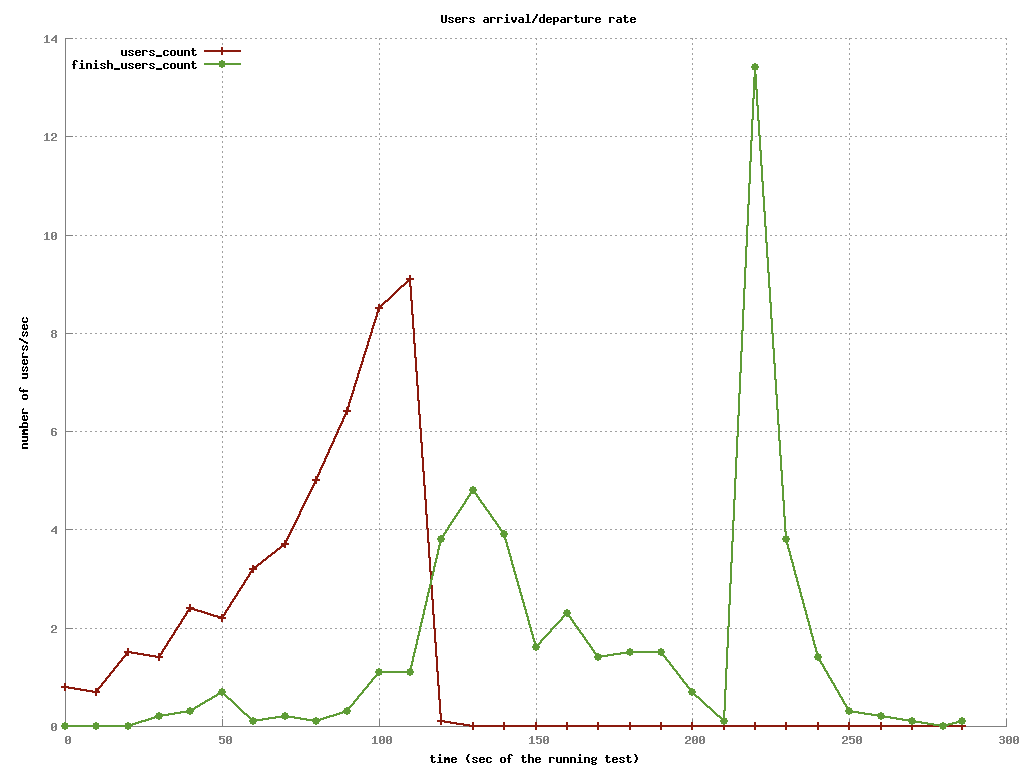 Users arrival/departure rate
users_count
finish_users_count
14
12
10
8
6
4
2
0
number of users/sec
0 50 100 150 200 250 300
time (sec of the running test)